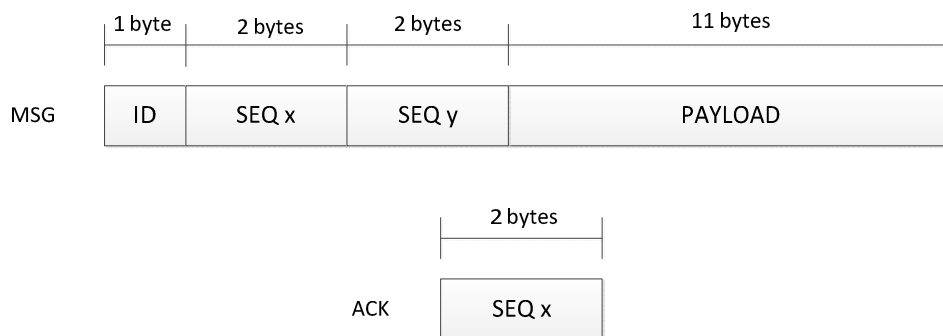 1 byte 2 bytes 2 bytes 11 bytes
MSG ID SEQ x SEQ y PAYLOAD
2 bytes
ACK SEQ x